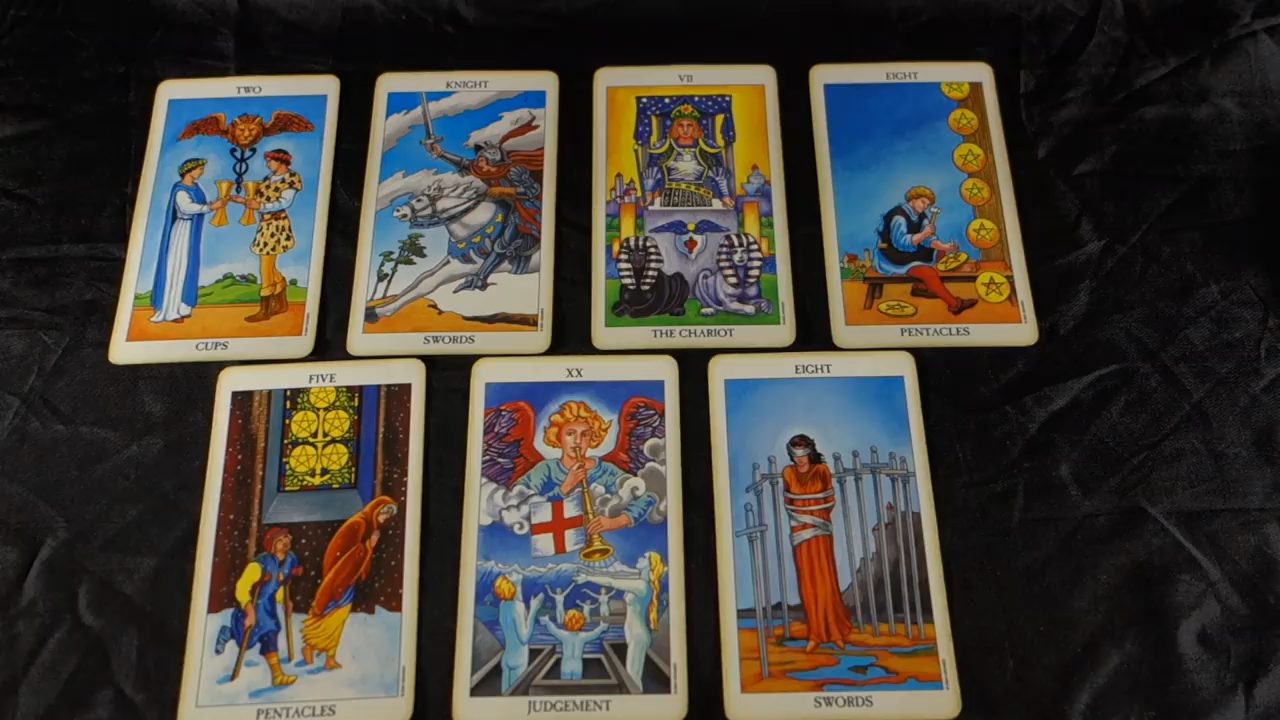 TWO
CUPS
KNIGHT
SWORDS
VII
THE CHARIOT
EIGHT
PENTACLES
FIVE
PENTACLES
XX
JUDGEMENT
EIGHT
SWORDS